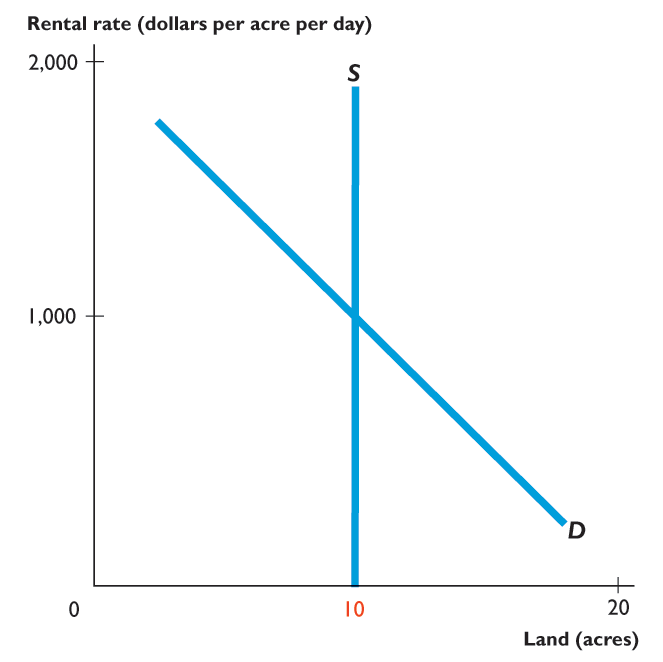 Rental rate (dollars per acre per day)
2,000
S
1,000
D
0
10
20
Land (acres)